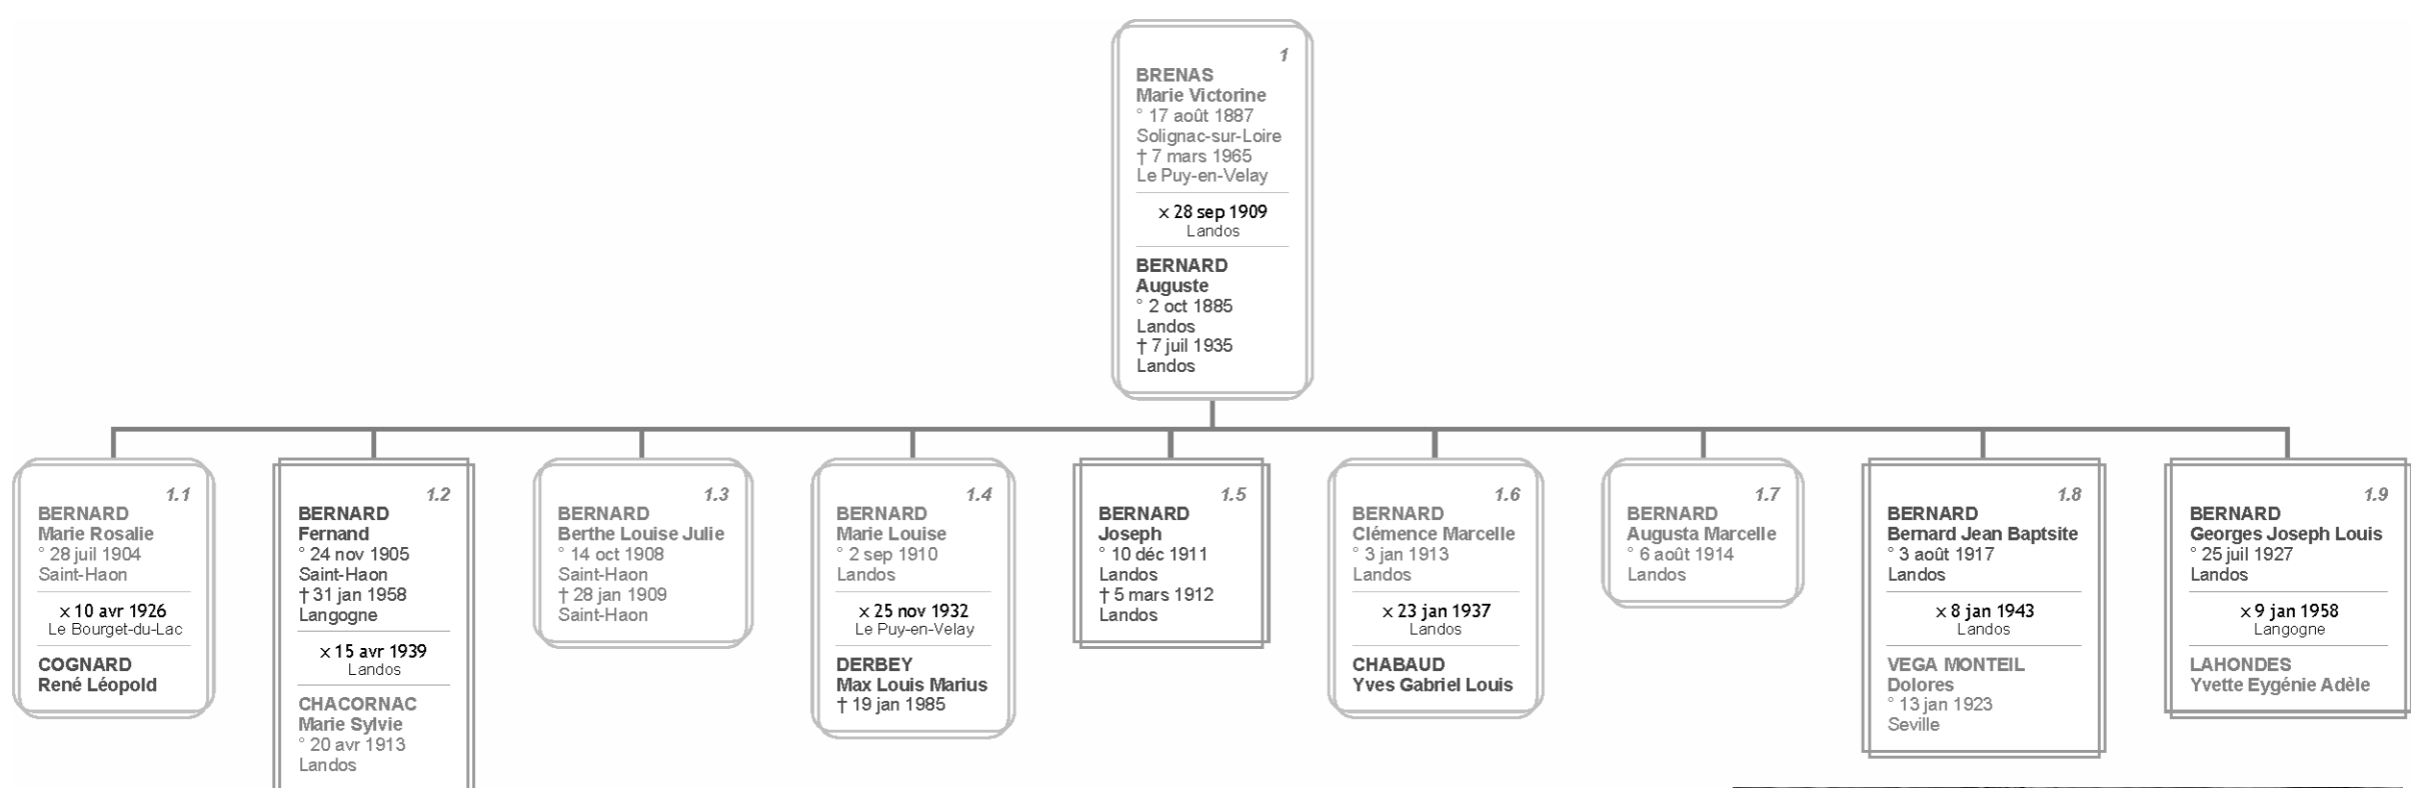 1
BRENAS
Marie Victorine
° 17 août 1887
Solignac-sur-Loire
† 7 mars 1965
Le Puy-en-Velay
x 28 sep 1909
Landos
BERNARD
Auguste
° 2 oct 1885
Landos
† 7 juil 1935
Landos
1.1
BERNARD
Marie Rosalie
° 28 juil 1904
Saint-Haon
x 10 avr 1926
Le Bourget-du-Lac
COGNARD
René Léopold
1.2
BERNARD
Fernand
° 24 nov 1905
Saint-Haon
† 31 jan 1958
Langogne
x 15 avr 1939
Landos
CHACORNAC
Marie Sylvie
° 20 avr 1913
Landos
1.3
BERNARD
Berthe Louise Julie
° 14 oct 1908
Saint-Haon
† 28 jan 1909
Saint-Haon
1.4
BERNARD
Marie Louise
° 2 sep 1910
Landos
x 25 nov 1932
Le Puy-en-Velay
DERBEY
Max Louis Marius
† 19 jan 1985
1.5
BERNARD
Joseph
° 10 déc 1911
Landos
† 5 mars 1912
Landos
1.6
BERNARD
Clémence Marcelle
° 3 jan 1913
Landos
x 23 jan 1937
Landos
CHABAUD
Yves Gabriel Louis
1.7
BERNARD
Augusta Marcelle
° 6 août 1914
Landos
1.8
BERNARD
Bernard Jean Baptsite
° 3 août 1917
Landos
x 8 jan 1943
Landos
VEGA MONTEIL
Dolores
° 13 jan 1923
Seville
1.9
BERNARD
Georges Joseph Louis
° 25 juil 1927
Landos
x 9 jan 1958
Langogne
LAHONDES
Yvette Eygénie Adèle